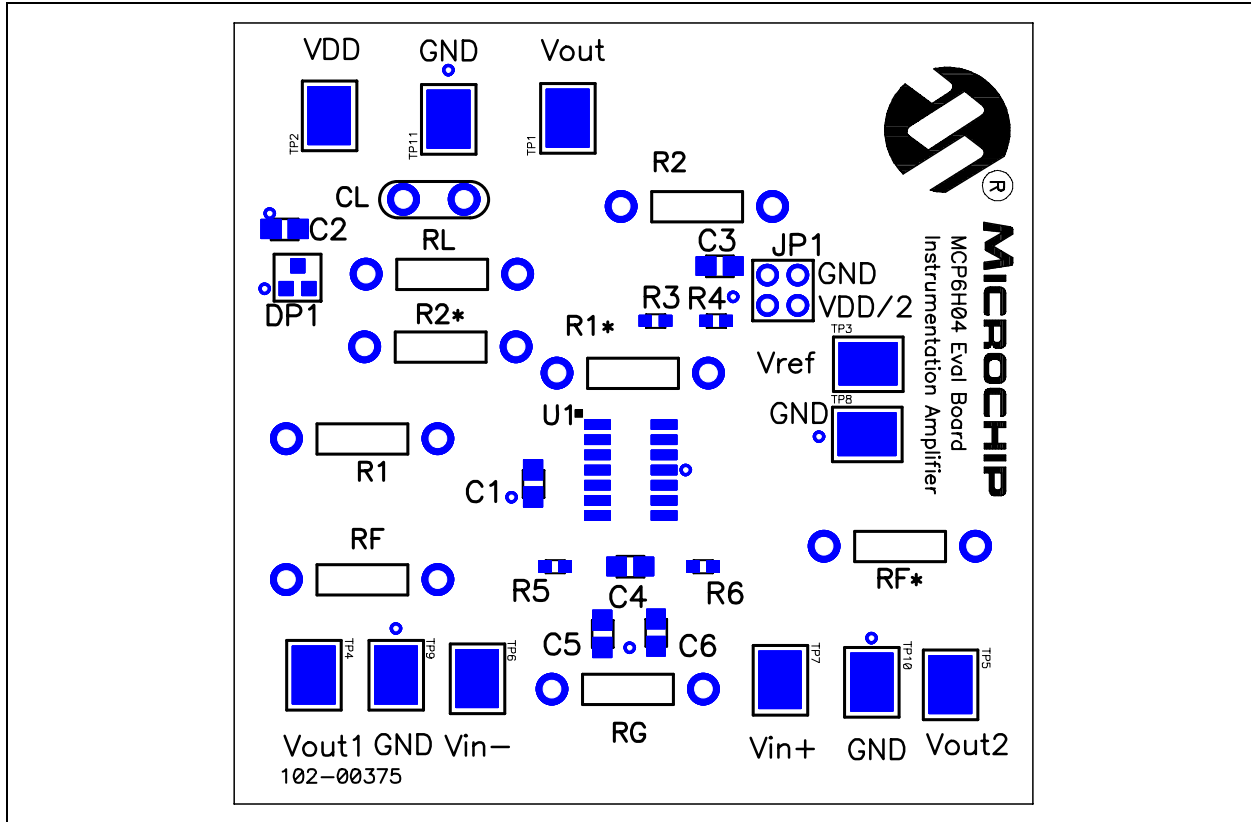 VDD GND Vout
TP2 TP11 TP1
R2
CL
®
C2
RL
C3 JP1
GND
DP1
R2*
R3 R4
VDD/2
R1*
TP3
Vref
MICROCHIP
MCP6H04 Eval Board
Instrumentation Amplifier
TP8
GND
U1
R1
C1
RF
R5 C4 R6
RF*
C5 C6
TP4 TP9 TP6 TP7 TP10 TP5
RG
Vout1 GND Vin- Vin+ GND Vout2
102-00375